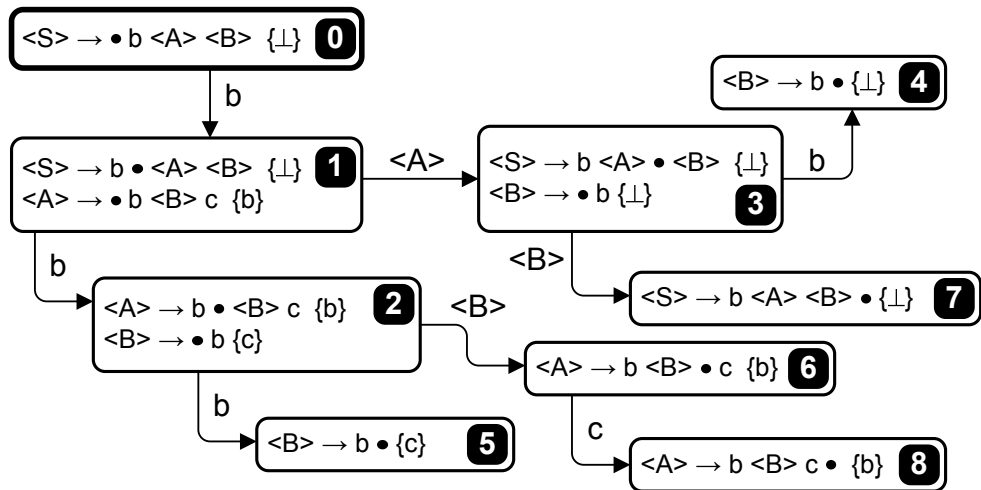 <S> → • b <A> <B> {⊥} 0
b
<B> → b • {⊥} 4
<S> → b • <A> <B> {⊥}
<A> → • b <B> c {b}
1
<A>
<S> → b <A> • <B> {⊥}
<B> → • b {⊥}
3
b
b
<B>
<S> → b <A> <B> • {⊥} 7
<A> → b • <B> c {b}
<B> → • b {c}
2
<B>
<A> → b <B> • c {b} 6
b
<B> → b • {c} 5
c
<A> → b <B> c • {b} 8